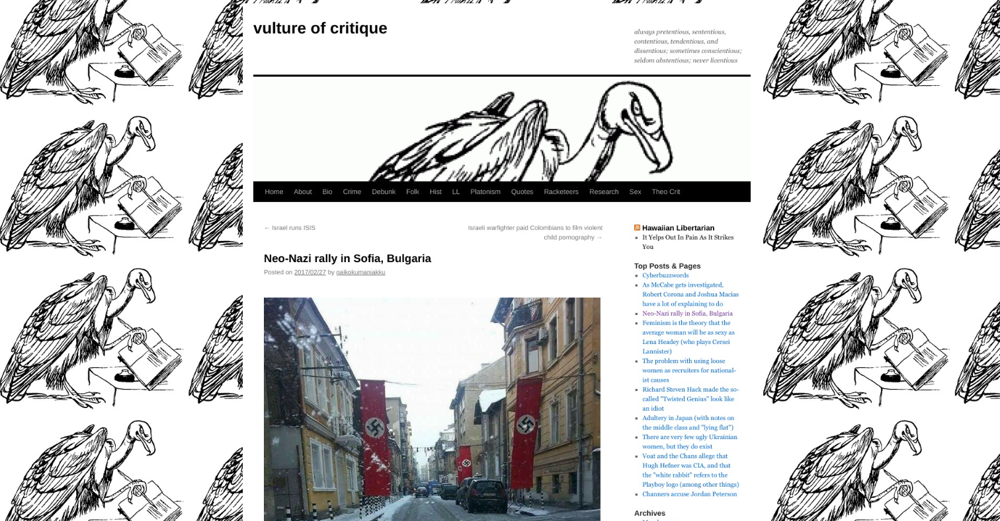 vulture of critique
always pretentious, sententious,
contentious, tendentious, and
dissentious; sometimes conscientious;
seldom abstentious; never licentious
Home About Bio Crime Debunk Folk Hist LL Platonism Quotes Racketeers Research Sex Theo Crit
← Israel runs ISIS
Israeli warfighter paid Colombians to film violent
child pornography →
Neo-Nazi rally in Sofia, Bulgaria
Posted on 2017/02/27 by gaikokumaniakku
Hawaiian Libertarian
It Yelps Out In Pain As It Strikes
You
Top Posts & Pages
Cyberbuzzwords
As McCabe gets investigated,
Robert Corona and Joshua Macias
have a lot of explaining to do
Neo-Nazi rally in Sofia, Bulgaria
Feminism is the theory that the
average woman will be as sexy as
Lena Headey (who plays Cersei
Lannister)
The problem with using loose
women as recruiters for national-
ist causes
Richard Steven Hack made the so-
called "Twisted Genius" look like
an idiot
Adultery in Japan (with notes on
the middle class and "lying flat")
There are very few ugly Ukrainian
women, but they do exist
Voat and the Chans allege that
Hugh Hefner was CIA, and that
the "white rabbit" refers to the
Playboy logo (among other things)
Channers accuse Jordan Peterson
Archives